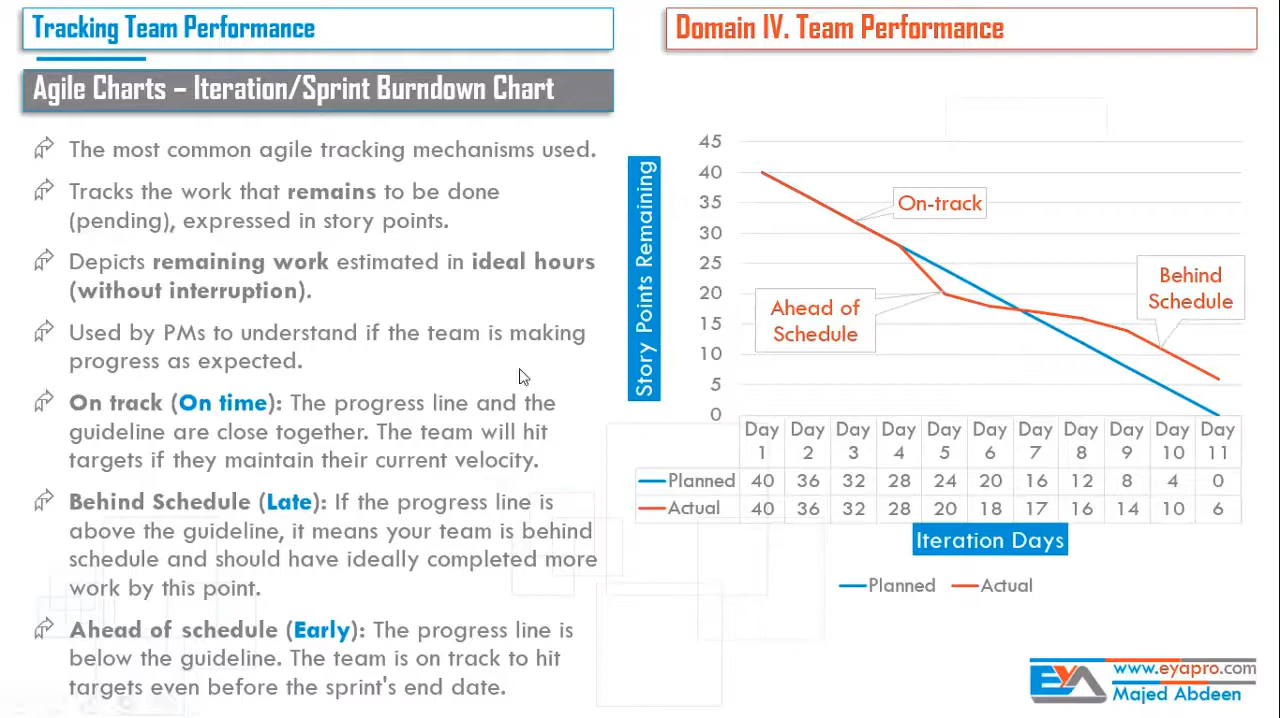 Tracking Team Performance
Domain IV. Team Performance
Agile Charts – Iteration/Sprint Burndown Chart
The most common agile tracking mechanisms used.
Tracks the work that remains to be done
(pending), expressed in story points.
Depicts remaining work estimated in ideal hours
(without interruption).
Used by PMs to understand if the team is making
progress as expected.
On track (On time): The progress line and the
guideline are close together. The team will hit
targets if they maintain their current velocity.
Behind Schedule (Late): If the progress line is
above the guideline, it means your team is behind
schedule and should have ideally completed more
work by this point.
Ahead of schedule (Early): The progress line is
below the guideline. The team is on track to hit
targets even before the sprint's end date.
Story Points Remaining
45
40
35
30
25
20
15
10
5
0
On-track
Ahead of
Schedule
Behind
Schedule
Day Day Day Day Day Day Day Day Day Day Day
1 2 3 4 5 6 7 8 9 10 11
Planned 40 36 32 28 24 20 16 12 8 4 0
Actual 40 36 32 28 20 18 17 16 14 10 6
Iteration Days
Planned Actual
EYA
www.eyapro.com
Majed Abdeen